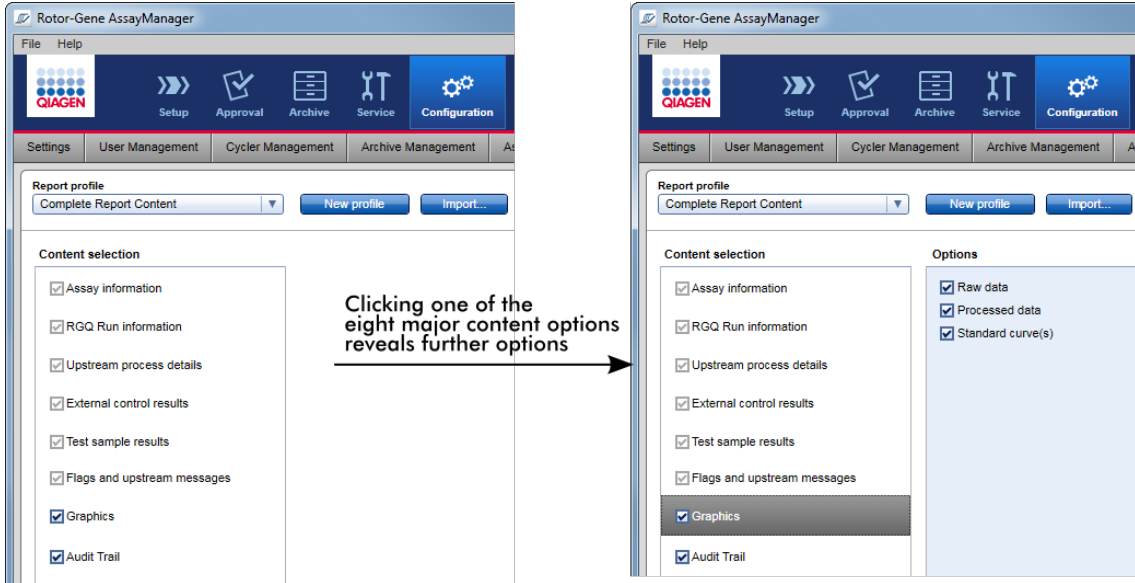 Rotor-Gene AssayManager
File Help
QIAGEN
Setup Approval Archive Service Configuration
Settings User Management Cycler Management Archive Management As
Report profile
Complete Report Content New profile Import...
Content selection
Assay information
RGQ Run information
Upstream process details
External control results
Test sample results
Flags and upstream messages
Graphics
Audit Trail
Clicking one of the
eight major content options
reveals further options
Rotor-Gene AssayManager
File Help
QIAGEN
Setup Approval Archive Service Configuration
Settings User Management Cycler Management Archive Management A
Report profile
Complete Report Content New profile Import...
Content selection
Assay information
RGQ Run information
Upstream process details
External control results
Test sample results
Flags and upstream messages
Graphics
Audit Trail
Options
Raw data
Processed data
Standard curve(s)